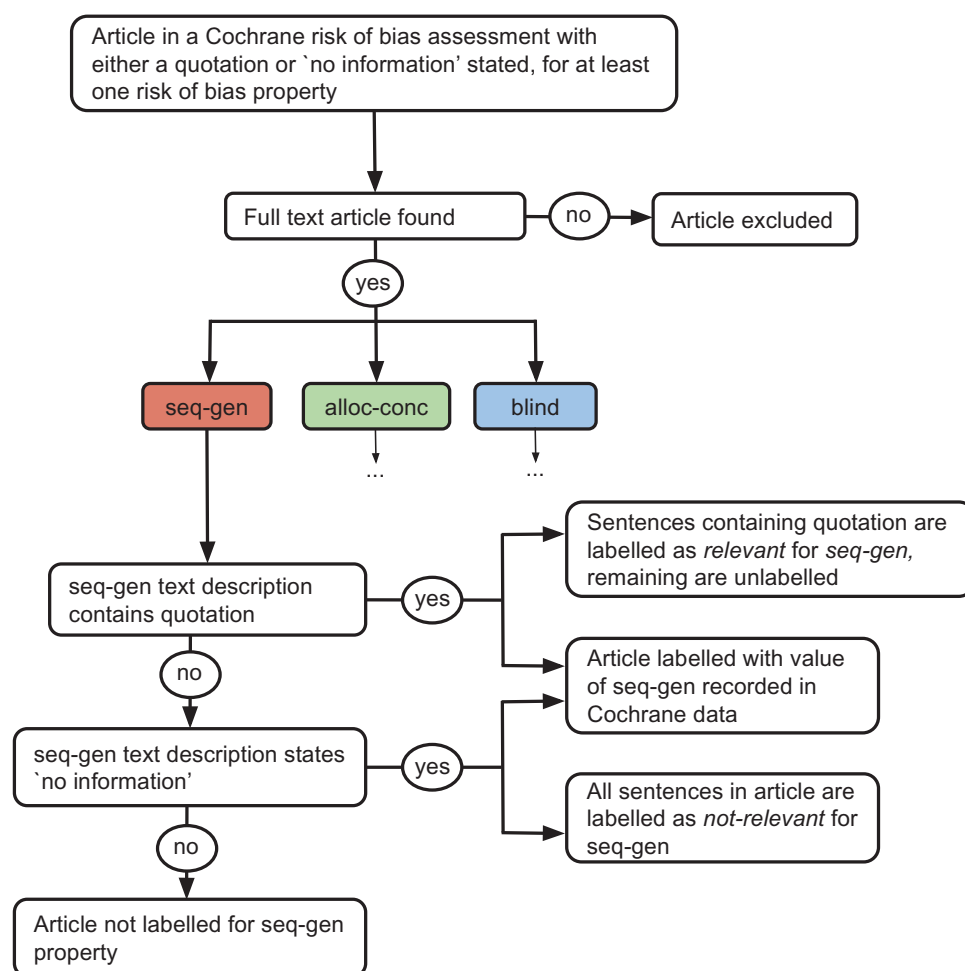 Article in a Cochrane risk of bias assessment with
either a quotation or `no information’ stated, for at least
one risk of bias property
Full text article found
no
Article excluded
yes
seq-gen
alloc-conc
blind
...
...
Sentences containing quotation are
labelled as relevant for seq-gen,
remaining are unlabelled
seq-gen text description
contains quotation
yes
no
Article labelled with value
of seq-gen recorded in
Cochrane data
seq-gen text description states
`no information’
yes
All sentences in article are
labelled as not-relevant for
seq-gen
no
Article not labelled for seq-gen
property